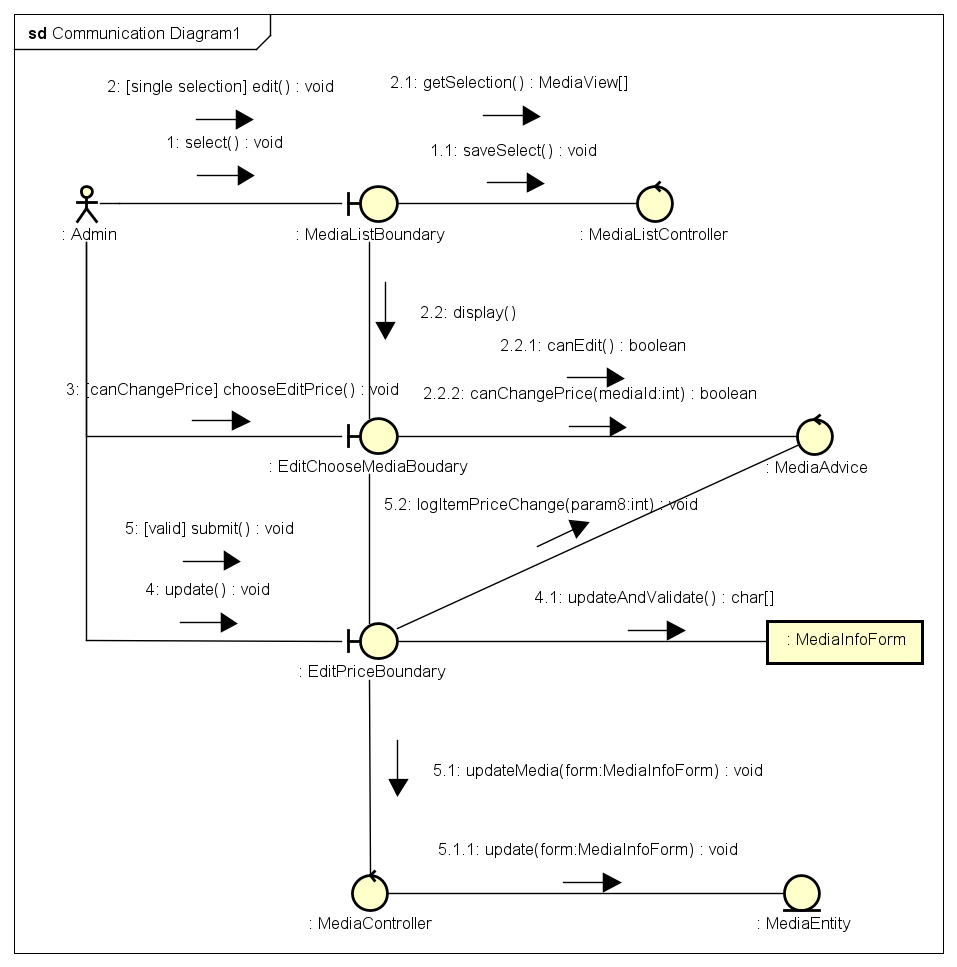 sd Communication Diagram1
2: [single selection] edit() : void
2.1: getSelection() : MediaView[]
1: select() : void
1.1: saveSelect() : void
: Admin
: MediaListBoundary
: MediaListController
2.2: display()
2.2.1: canEdit() : boolean
3: [canChangePrice] chooseEditPrice() : void
2.2.2: canChangePrice(mediaId:int) : boolean
: EditChooseMediaBoudary
: MediaAdvice
5.2: logItemPriceChange(param8:int) : void
5: [valid] submit() : void
4: update() : void
4.1: updateAndValidate() : char[]
: MediaInfoForm
: EditPriceBoundary
5.1: updateMedia(form:MediaInfoForm) : void
5.1.1: update(form:MediaInfoForm) : void
: MediaController
: MediaEntity